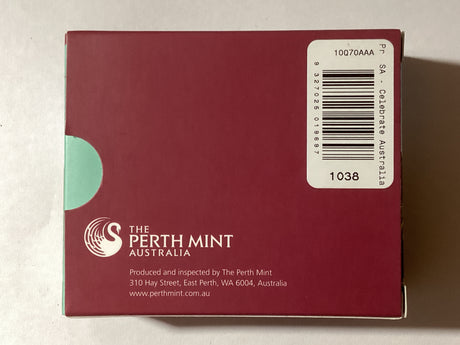 10Q70AAA
Pr SA - Celebrate Australia
9 327025 019697
1038
THE
PERTH MINT
AUSTRALIA
Produced and inspected by The Perth Mint
310 Hay Street, East Perth, WA 6004, Australia
www.perthmint.com.au